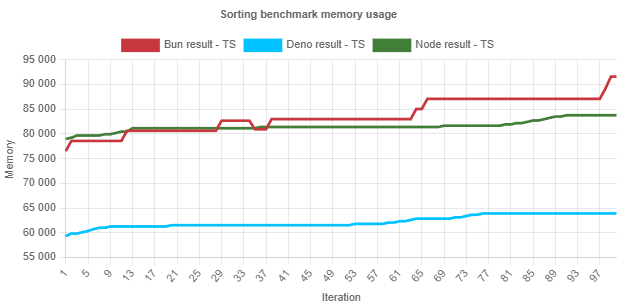 Sorting benchmark memory usage
Bun result - TS Deno result - TS Node result - TS
95 000
90 000
85 000
80 000
75 000
70 000
65 000
60 000
55 000
Memory
1 5 9 13 17 21 25 29 33 37 41 45 49 53 57 61 65 69 73 77 81 85 89 93 97
Iteration